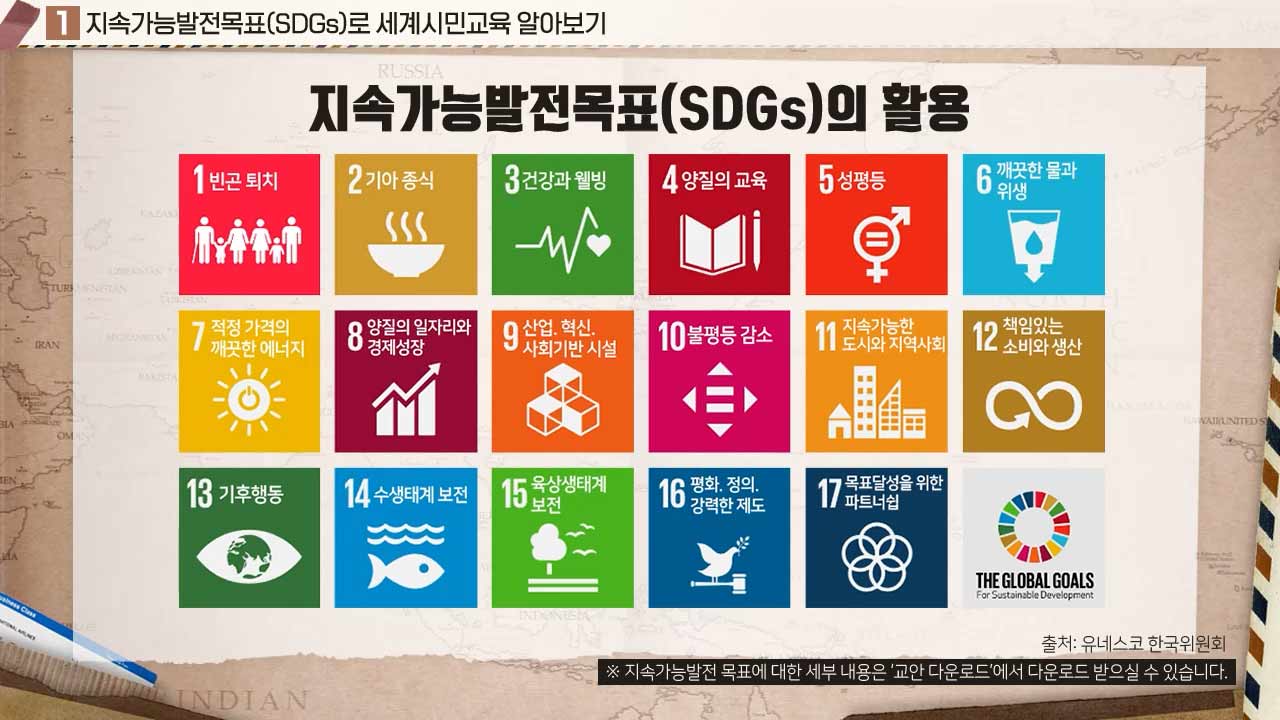 1 지속가능발전목표(SDGs)로 세계시민교육 알아보기
RUSSIA
지속가능발전목표(SDGs)의 활용
1 빈곤 퇴치
2 기아 종식
3 건강과 웰빙
4 양질의 교육
5 성평등
6 깨끗한 물과
위생
7 적정 가격의
깨끗한 에너지
8 양질의 일자리와
경제성장
9 산업. 혁신.
사회기반 시설
10 불평등 감소
11 지속가능한
도시와 지역사회
12 책임있는
소비와 생산
13 기후행동
14 수생태계 보전
15 육상생태계
보전
16 평화. 정의.
강력한 제도
17 목표달성을 위한
파트너쉽
THE GLOBAL GOALS
For Sustainable Development
IRAN
INDONESIA
출처: 유네스코 한국위원회
※ 지속가능발전 목표에 대한 세부 내용은 '교안 다운로드'에서 다운로드 받으실 수 있습니다.
INDIAN